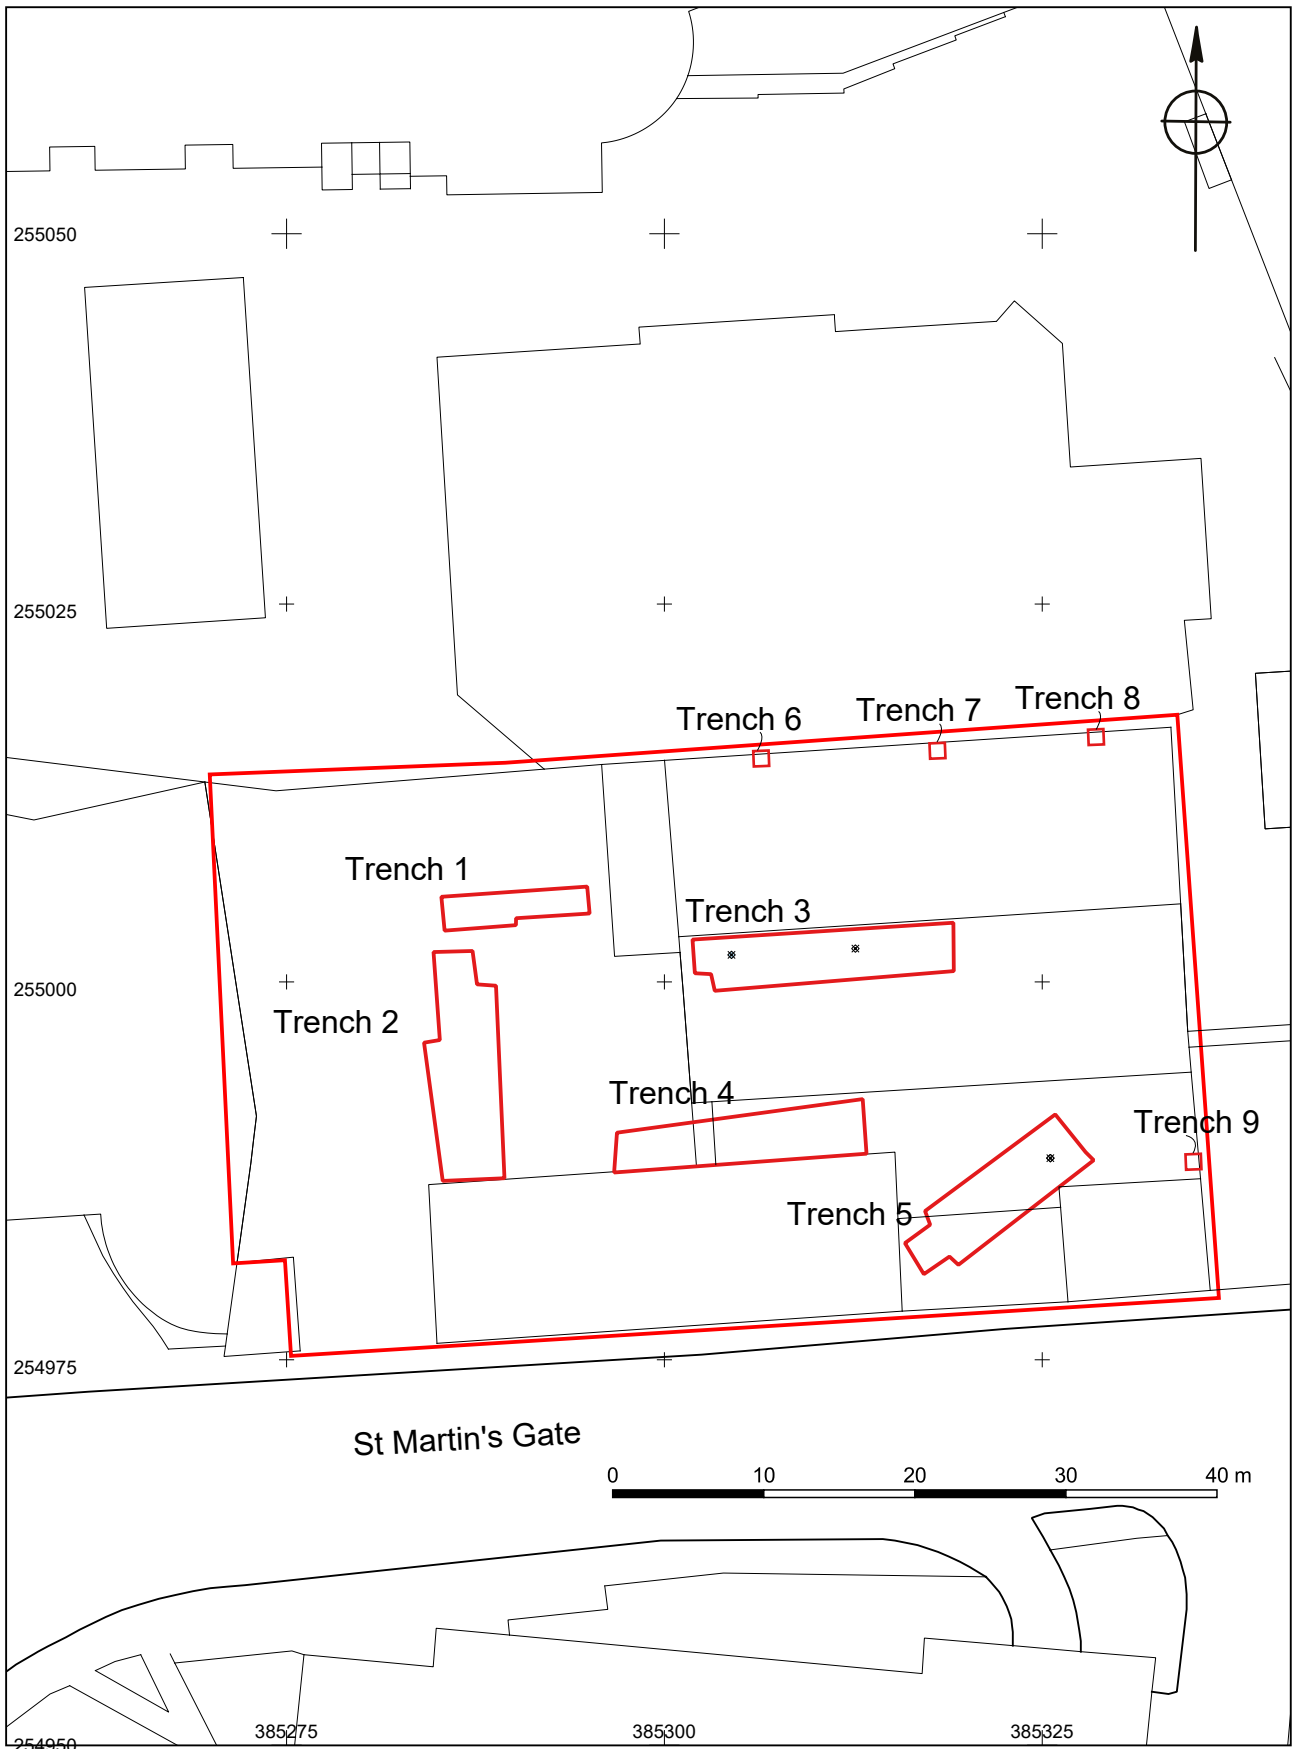 255050
255025
Trench 8
Trench 7
Trench 6
Trench 1
Trench 3
255000
Trench 2
Trench 4
Trench 9
Trench 5
254975
St Martin's Gate
0 10 20 30 40 m
385275 385300 385325
254950